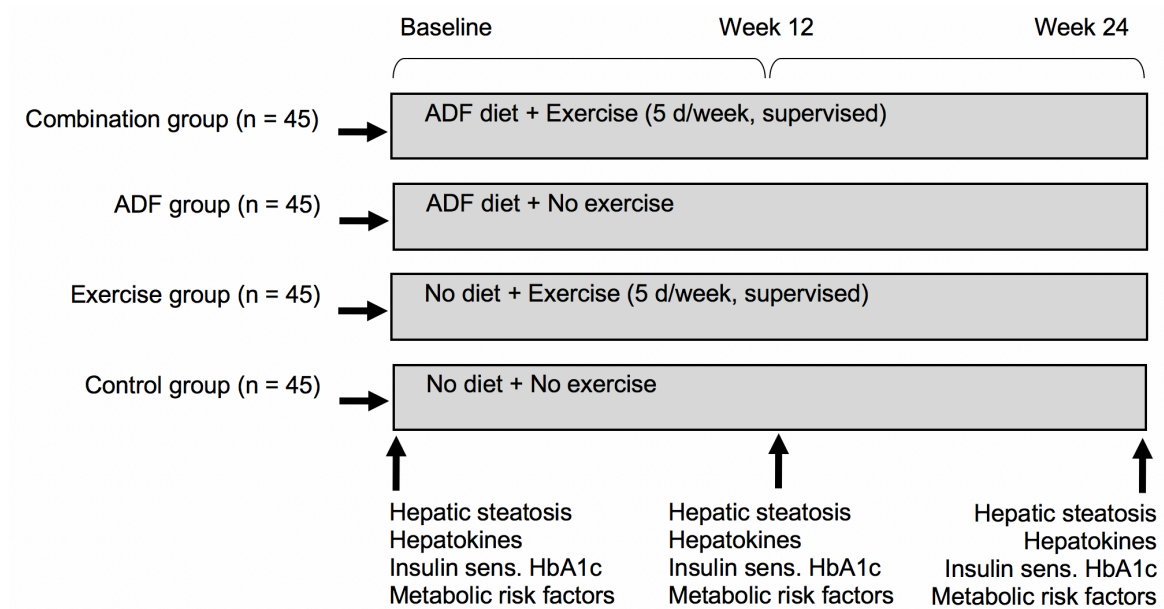 Baseline Week 12 Week 24
Combination group (n = 45) ADF diet + Exercise (5 d/week, supervised)
ADF group (n = 45) ADF diet + No exercise
Exercise group (n = 45) No diet + Exercise (5 d/week, supervised)
Control group (n = 45) No diet + No exercise
Hepatic steatosis Hepatic steatosis Hepatic steatosis
Hepatokines Hepatokines Hepatokines
Insulin sens. HbA1c Insulin sens. HbA1c Insulin sens. HbA1c
Metabolic risk factors Metabolic risk factors Metabolic risk factors